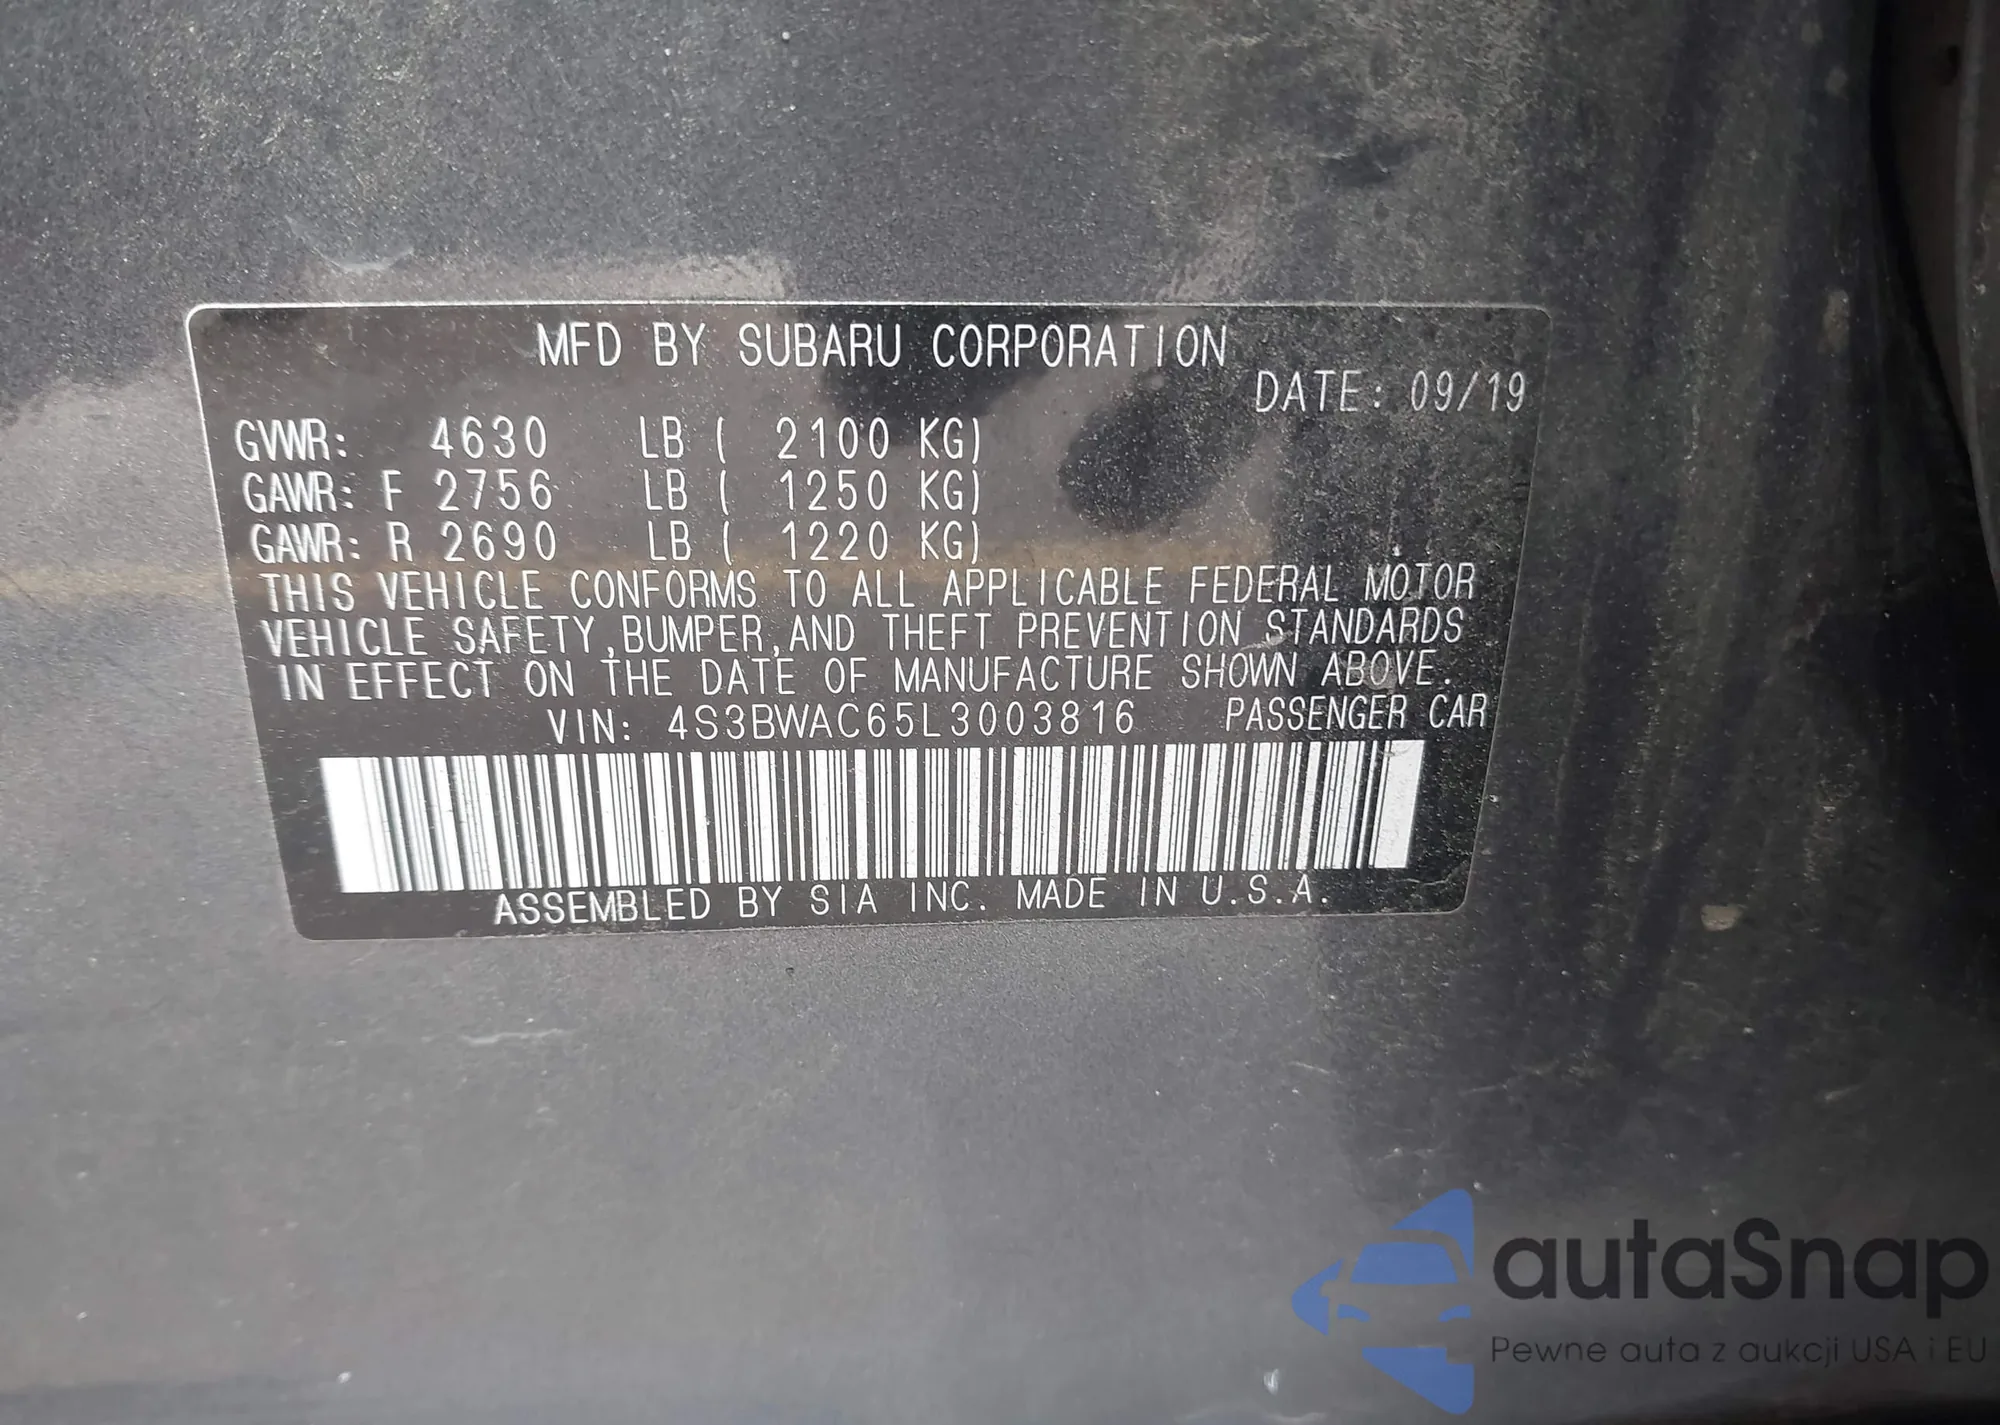 MFD BY SUBARU CORPORATION
DATE: 09/19
GVWR: 4630 LB ( 2100 KG)
GAWR: F 2756 LB ( 1250 KG)
GAWR: R 2690 LB ( 1220 KG)
THIS VEHICLE CONFORMS TO ALL APPLICABLE FEDERAL MOTOR
VEHICLE SAFETY,BUMPER,AND THEFT PREVENTION STANDARDS
IN EFFECT ON THE DATE OF MANUFACTURE SHOWN ABOVE.
VIN: 4S3BWAC65L3003816 PASSENGER CAR
ASSEMBLED BY SIA INC. MADE IN U.S.A.
autaSnap
Pewne auta z aukcji USA i EU